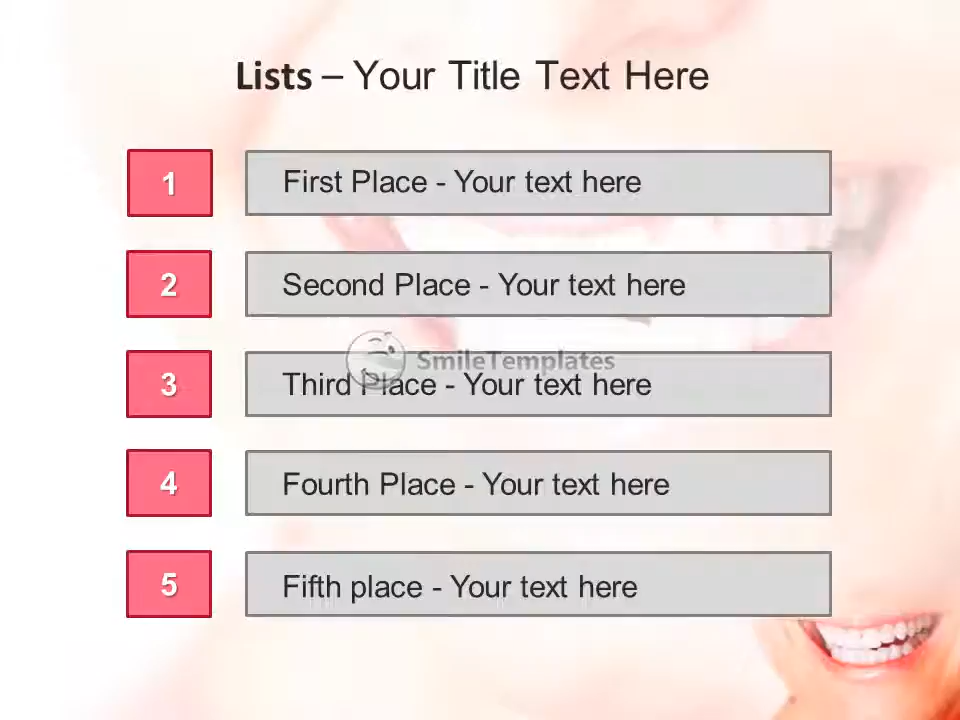 Lists – Your Title Text Here
1 First Place - Your text here
2 Second Place - Your text here
SmileTemplates
3 Third Place - Your text here
4 Fourth Place - Your text here
5 Fifth place - Your text here